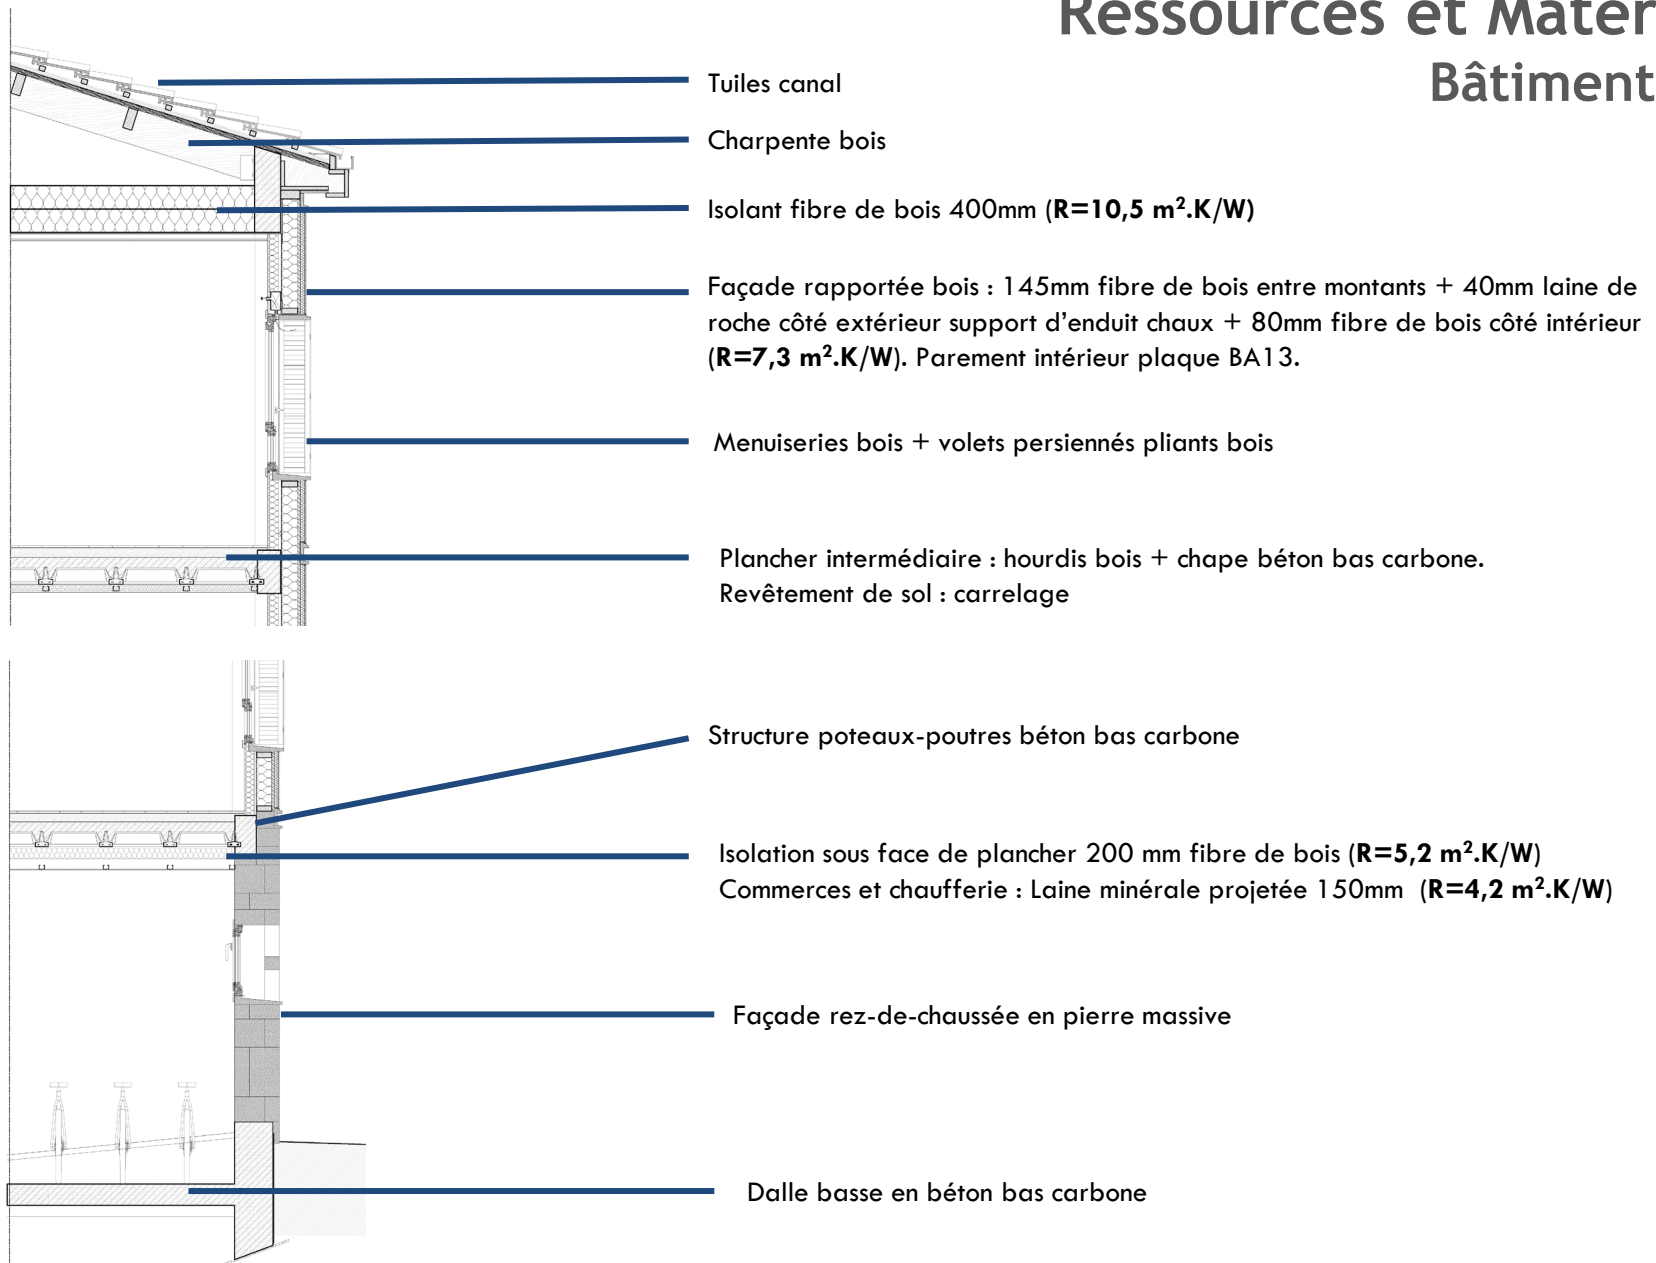 Ressources et Matér
Bâtiment
Tuiles canal
Charpente bois
Isolant fibre de bois 400mm (R=10,5 m².K/W)
Façade rapportée bois : 145mm fibre de bois entre montants + 40mm laine de
roche côté extérieur support d'enduit chaux + 80mm fibre de bois côté intérieur
(R=7,3 m².K/W). Parement intérieur plaque BA13.
Menuiseries bois + volets persiennés pliants bois
Plancher intermédiaire : hourdis bois + chape béton bas carbone.
Revêtement de sol : carrelage
Structure poteaux-poutres béton bas carbone
Isolation sous face de plancher 200 mm fibre de bois (R=5,2 m².K/W)
Commerces et chaufferie : Laine minérale projetée 150mm (R=4,2 m².K/W)
Façade rez-de-chaussée en pierre massive
Dalle basse en béton bas carbone